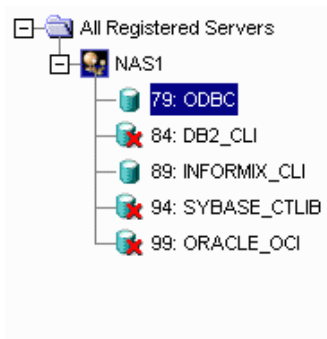 All Registered Servers
NAS1
79: ODBC
84: DB2_CLI
89: INFORMIX_CLI
94: SYBASE_CTLIB
99: ORACLE_OCI